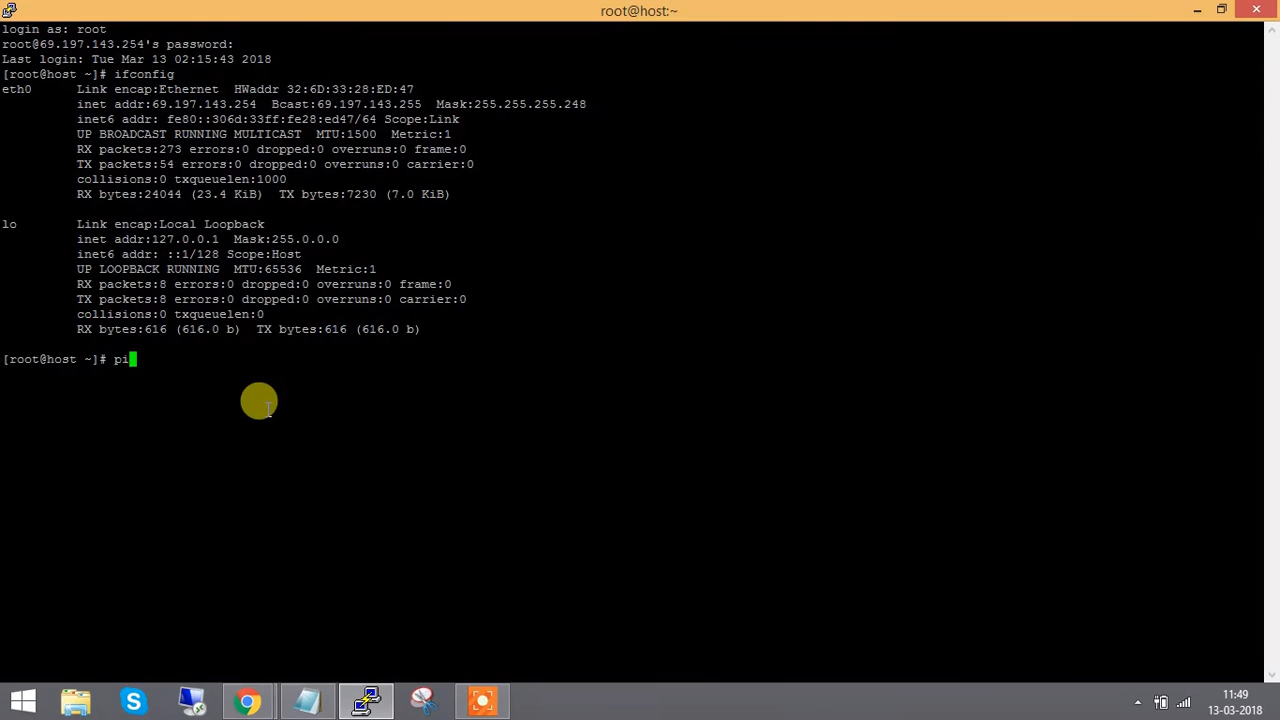 root@host:~
login as: root
root@69.197.143.254's password:
Last login: Tue Mar 13 02:15:43 2018
[root@host ~]# ifconfig
eth0      Link encap:Ethernet  HWaddr 32:6D:33:28:ED:47
          inet addr:69.197.143.254  Bcast:69.197.143.255  Mask:255.255.255.248
          inet6 addr: fe80::306d:33ff:fe28:ed47/64 Scope:Link
          UP BROADCAST RUNNING MULTICAST  MTU:1500  Metric:1
          RX packets:273 errors:0 dropped:0 overruns:0 frame:0
          TX packets:54 errors:0 dropped:0 overruns:0 carrier:0
          collisions:0 txqueuelen:1000
          RX bytes:24044 (23.4 KiB)  TX bytes:7230 (7.0 KiB)
lo        Link encap:Local Loopback
          inet addr:127.0.0.1  Mask:255.0.0.0
          inet6 addr: ::1/128 Scope:Host
          UP LOOPBACK RUNNING  MTU:65536  Metric:1
          RX packets:8 errors:0 dropped:0 overruns:0 frame:0
          TX packets:8 errors:0 dropped:0 overruns:0 carrier:0
          collisions:0 txqueuelen:0
          RX bytes:616 (616.0 b)  TX bytes:616 (616.0 b)
[root@host ~]# pi
11:49
13-03-2018